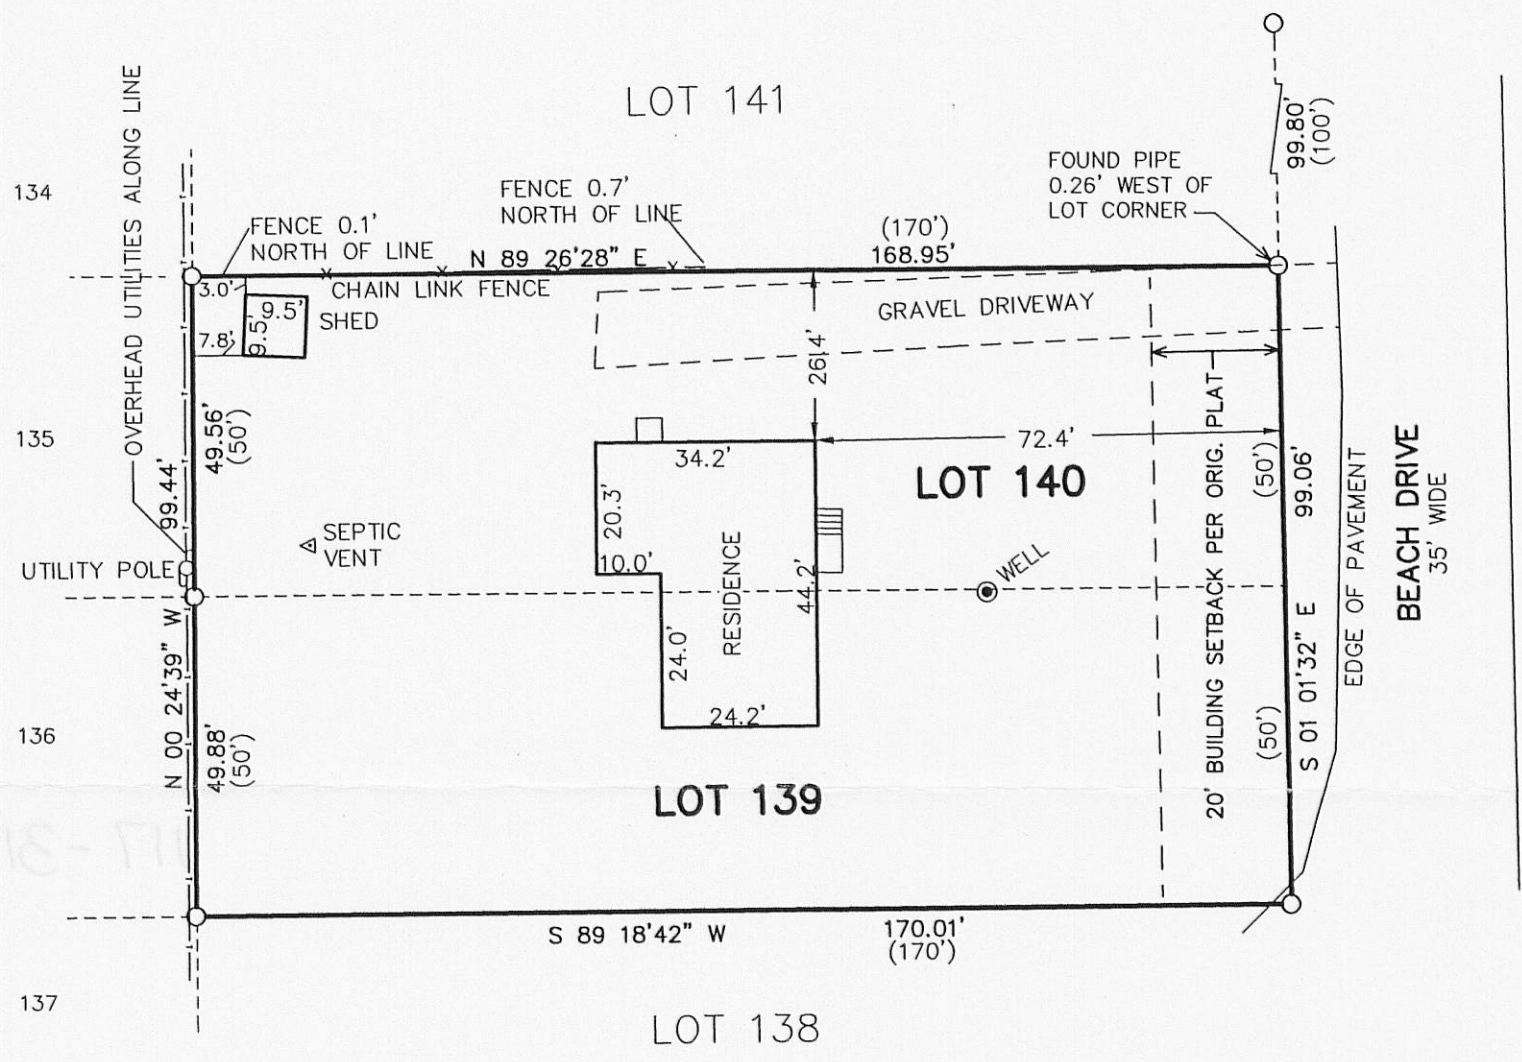 LOT 141
99.80'
(100')
OVERHEAD UTILITIES ALONG LINE
134
FOUND PIPE
0.26' WEST OF
LOT CORNER
FENCE 0.7'
NORTH OF LINE
FENCE 0.1'
NORTH OF LINE
N 89 26'28" E
(170')
168.95'
3.0'
CHAIN LINK FENCE
9.5'
SHED
9.5'
7.8'
GRAVEL DRIVEWAY
26.4'
135
49.56'
(50')
99.44'
34.2'
72.4'
LOT 140
20.3'
10.0'
RESIDENCE
44.2'
24.0'
24.2'
SEPTIC
VENT
UTILITY POLE
WELL
20' BUILDING SETBACK PER ORIG. PLAT
(50')
99.06'
EDGE OF PAVEMENT
BEACH DRIVE
35' WIDE
N 00 24'39" W
136
49.88'
(50')
(50')
S 01 01'32" E
LOT 139
S 89 18'42" W
170.01'
(170')
137
LOT 138